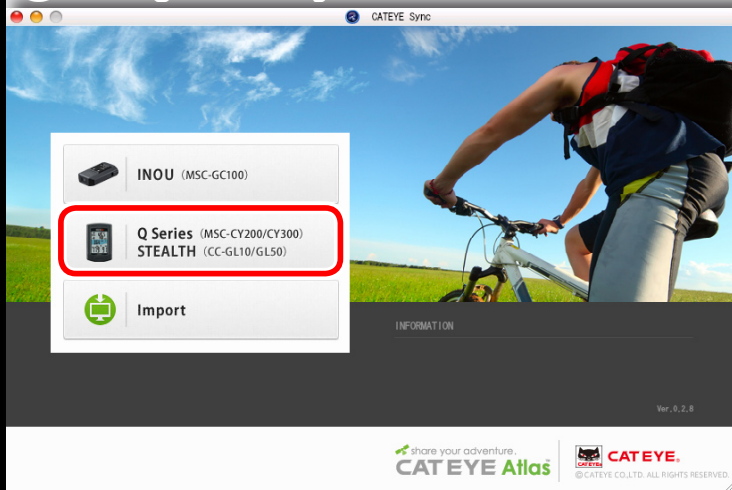 CATEYE Sync
INOU (MSC-GC100)
Q Series (MSC-CY200/CY300)
STEALTH (CC-GL10/GL50)
Import
INFORMATION
Ver.0.2.8
share your adventure.
CATEYE Atlas
CATEYE
CATEYE®
©CATEYE CO.,LTD. ALL RIGHTS RESERVED.